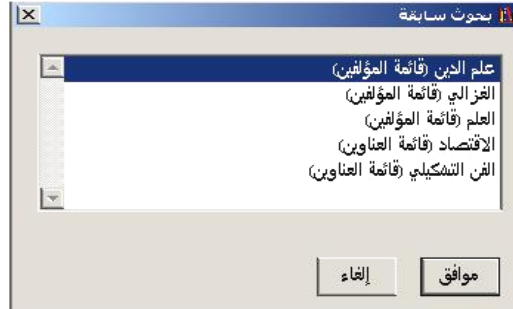 بحوث سابقة
علم الدين (قائمة المؤلفين)
الغزالي (قائمة المؤلفين)
العلم (قائمة المؤلفين)
الاقتصاد (قائمة العناوين)
الفن التشكيلي (قائمة العناوين)
موافق
إلغاء